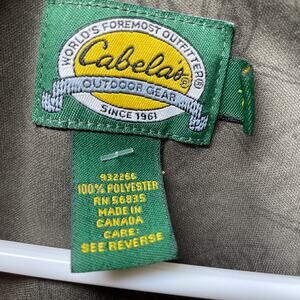 WORLD'S FOREMOST OUTFITTER®
Cabela's
OUTDOOR GEAR
SINCE 1961
932266
100% POLYESTER
RN 56835
MADE IN
CANADA
CARE:
SEE REVERSE